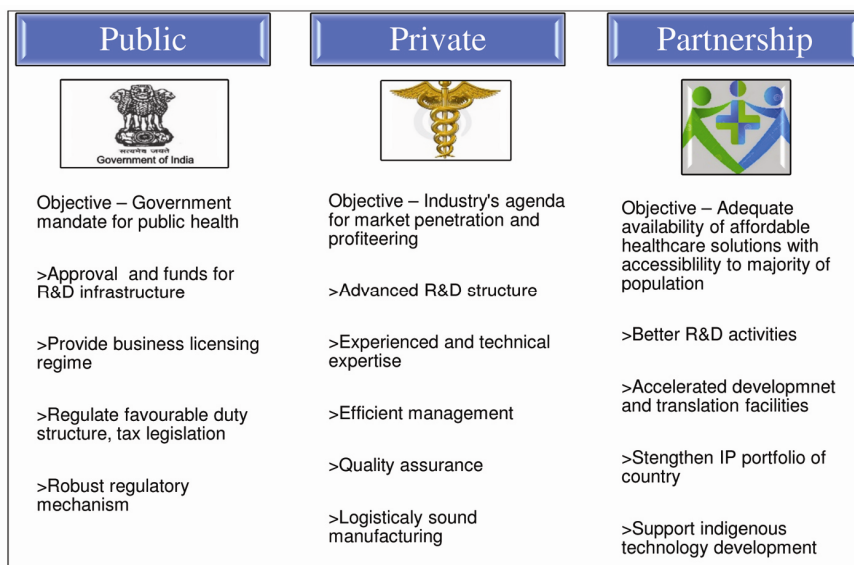 Public
Private
Partnership
सत्यमेव जयते
Government of India
Objective – Government
mandate for public health
>Approval  and funds for
R&D infrastructure
>Provide business licensing
regime
>Regulate favourable duty
structure, tax legislation
>Robust regulatory
mechanism
Objective – Industry's agenda
for market penetration and
profiteering
>Advanced R&D structure
>Experienced and technical
expertise
>Efficient management
>Quality assurance
>Logisticaly sound
manufacturing
Objective – Adequate
availability of affordable
healthcare solutions with
accessiblility to majority of
population
>Better R&D activities
>Accelerated developmnet
and translation facilities
>Stengthen IP portfolio of
country
>Support indigenous
technology development